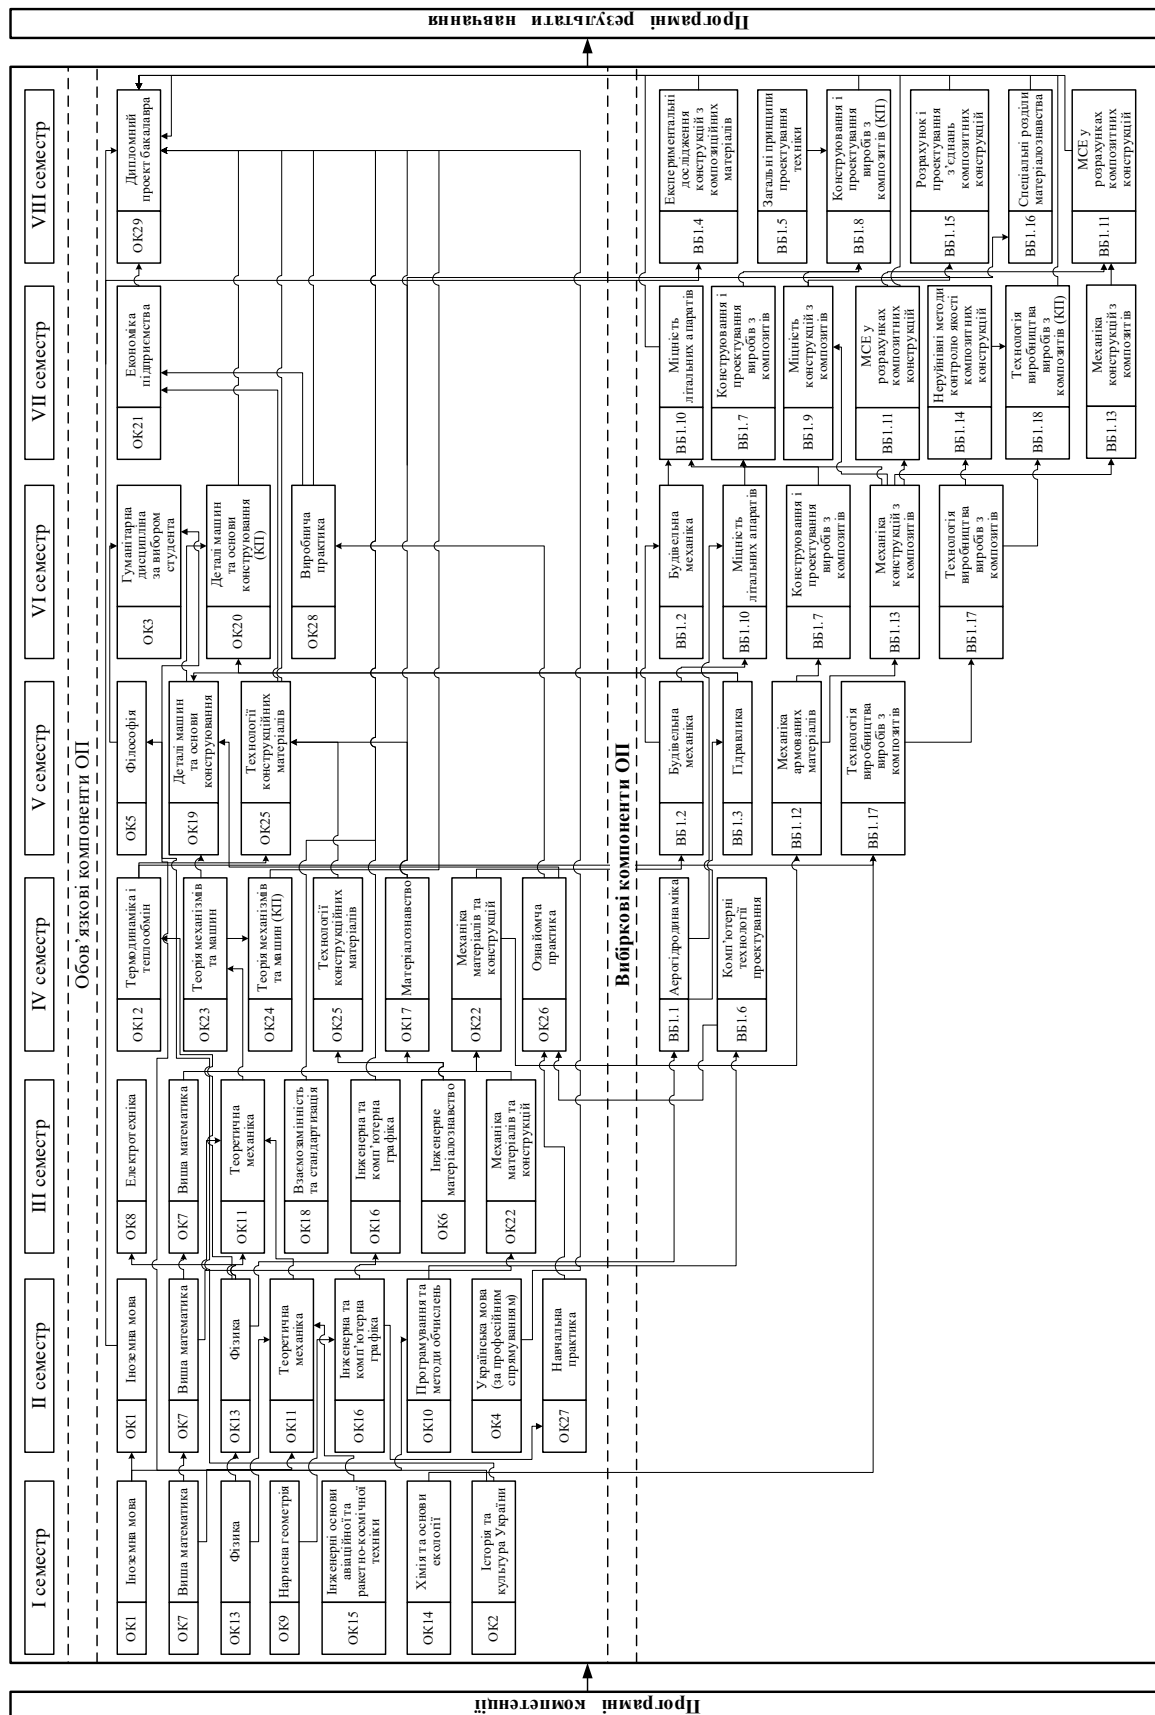 Програмні компетенції
І семестр
ІІ семестр
ІІІ семестр
ІV семестр
V семестр
VІ семестр
VІІ семестр
VІІІ семестр
Обов’язкові компоненти ОП
ОК1
Іноземна мова
ОК7
Вища математика
ОК13
Фізика
ОК9
Нарисна геометрія
ОК15
Інженерні основи
авіаційної та
ракетно-космічної
техніки
ОК14
Хімія та основи
екології
ОК2
Історія та
культура України
ОК1
Іноземна мова
ОК7
Вища математика
ОК13
Фізика
ОК11
Теоретична
механіка
ОК16
Інженерна та
комп’ютерна
графіка
ОК10
Програмування та
методи обчислень
ОК4
Українська мова
(за професійним
спрямуванням)
ОК27
Навчальна
практика
ОК8
Електротехніка
ОК7
Вища математика
ОК11
Теоретична
механіка
ОК18
Взаємозамінність
та стандартизація
ОК16
Інженерна та
комп’ютерна
графіка
ОК6
Інженерне
матеріалознавство
ОК22
Механіка
матеріалів та
конструкцій
ОК12
Термодинаміка і
теплообмін
ОК23
Теорія механізмів
та машин
ОК24
Теорія механізмів
та машин (КП)
ОК25
Технології
конструкційних
матеріалів
ОК17
Матеріалознавство
ОК22
Механіка
матеріалів та
конструкцій
ОК26
Ознайомча
практика
ОК5
Філософія
ОК19
Деталі машин
та основи
конструювання
ОК25
Технології
конструкційних
матеріалів
ОК3
Гуманітарна
дисципліна
за вибором
студента
ОК20
Деталі машин
та основи
конструювання
(КП)
ОК28
Виробнича
практика
ОК21
Економіка
підприємства
ОК29
Дипломний
проект бакалавра
Вибіркові компоненти ОП
ВБ1.1
Аерогідродинаміка
ВБ1.6
Комп’ютерні
технології
проектування
ВБ1.2
Будівельна
механіка
ВБ1.3
Гідравлика
ВБ1.12
Механіка
армованих
матеріалів
ВБ1.17
Технологія
виробництва
виробів з
композитів
ВБ1.2
Будівельна
механіка
ВБ1.10
Міцність
літальних апаратів
ВБ1.7
Конструювання і
проектування
виробів з
композитів
ВБ1.13
Механіка
конструкцій з
композитів
ВБ1.17
Технологія
виробництва
виробів з
композитів
ВБ1.10
Міцність
літальних апаратів
ВБ1.7
Конструювання і
проектування
виробів з
композитів
ВБ1.9
Міцність
конструкцій з
композитів
ВБ1.11
МСЕ у
розрахунках
композитних
конструкцій
ВБ1.14
Неруйнівні методи
контролю якості
композитних
конструкцій
ВБ1.18
Технологія
виробництва
виробів з
композитів (КП)
ВБ1.13
Механіка
конструкцій з
композитів
ВБ1.4
Експериментальні
дослідження
конструкцій з
композиційних
матеріалів
ВБ1.5
Загальні принципи
проектування
техніки
ВБ1.8
Конструювання і
проектування
виробів з
композитів (КП)
ВБ1.15
Розрахунок і
проектування
з’єднань
композитних
конструкцій
ВБ1.16
Спеціальні розділи
матеріалознавства
ВБ1.11
МСЕ у
розрахунках
композитних
конструкцій
Програмні результати навчання